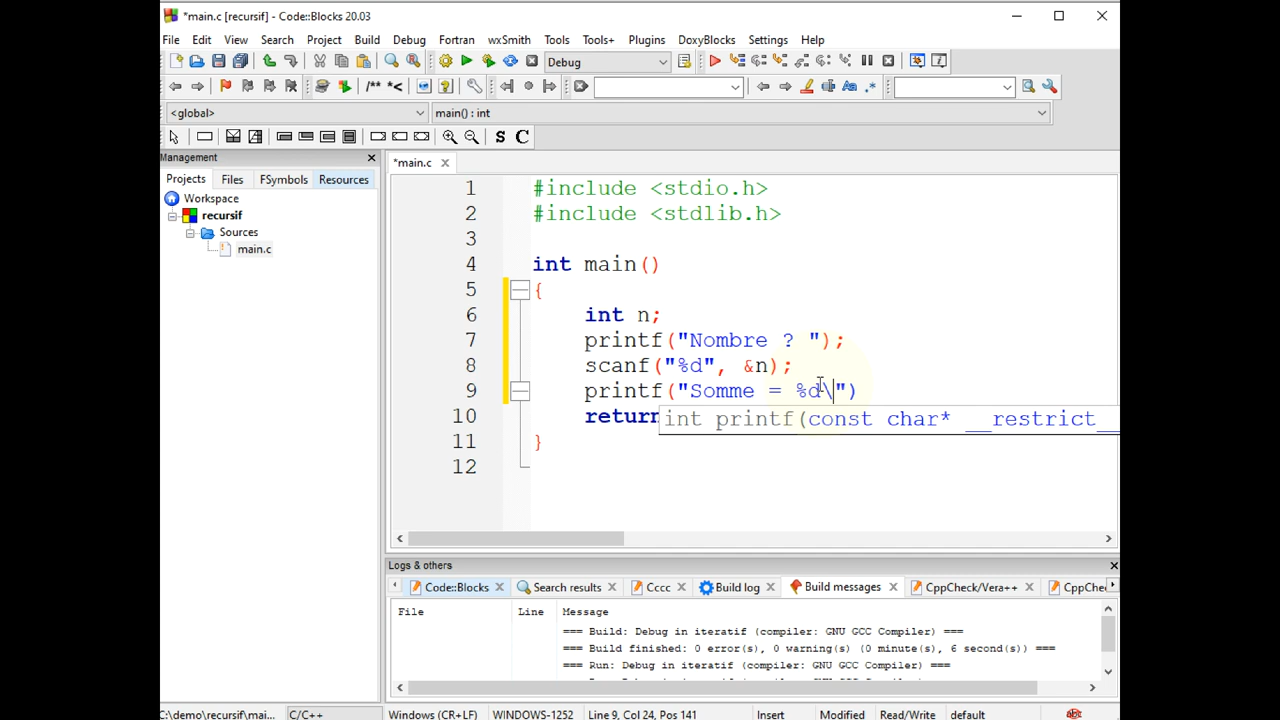 *main.c [recursif] - Code::Blocks 20.03
File Edit View Search Project Build Debug Fortran wxSmith Tools Tools+ Plugins DoxyBlocks Settings Help
Debug
/** *<
<global> main() : int
S C
Management
Projects Files FSymbols Resources
Workspace
recursif
Sources
main.c
*main.c
1 #include <stdio.h>
2 #include <stdlib.h>
3
4 int main()
5 {
6 int n;
7 printf("Nombre ? ");
8 scanf("%d", &n);
9 printf("Somme = %d\")
10 return
int printf(const char* __restrict__
11 }
12
Logs & others
Code::Blocks Search results Cccc Build log Build messages CppCheck/Vera++ CppChec
File Line Message
=== Build: Debug in iteratif (compiler: GNU GCC Compiler) ===
=== Build finished: 0 error(s), 0 warning(s) (0 minute(s), 6 second(s)) ===
=== Run: Debug in iteratif (compiler: GNU GCC Compiler) ===
C:\demo\recursif\mai... C/C++ Windows (CR+LF) WINDOWS-1252 Line 9, Col 24, Pos 141 Insert Modified Read/Write default